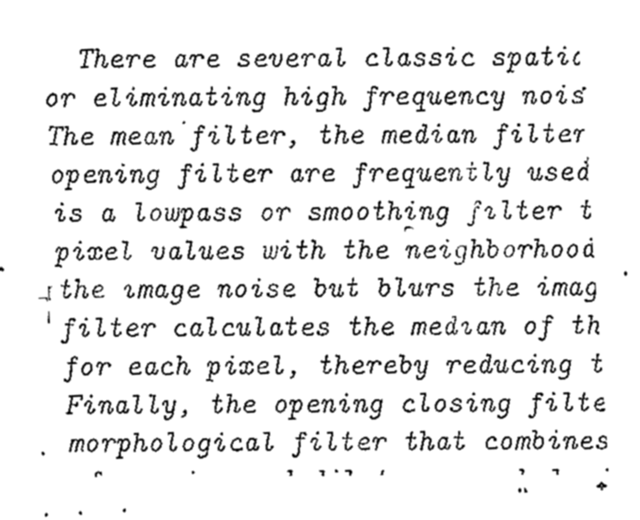 There are several classic spatic
or eliminating high frequency nois
The mean filter, the median filter
opening filter are frequently used
is a lowpass or smoothing filter t
pixel values with the neighborhood
the image noise but blurs the imag
filter calculates the median of th
for each pixel, thereby reducing t
Finally, the opening closing filte
morphological filter that combines